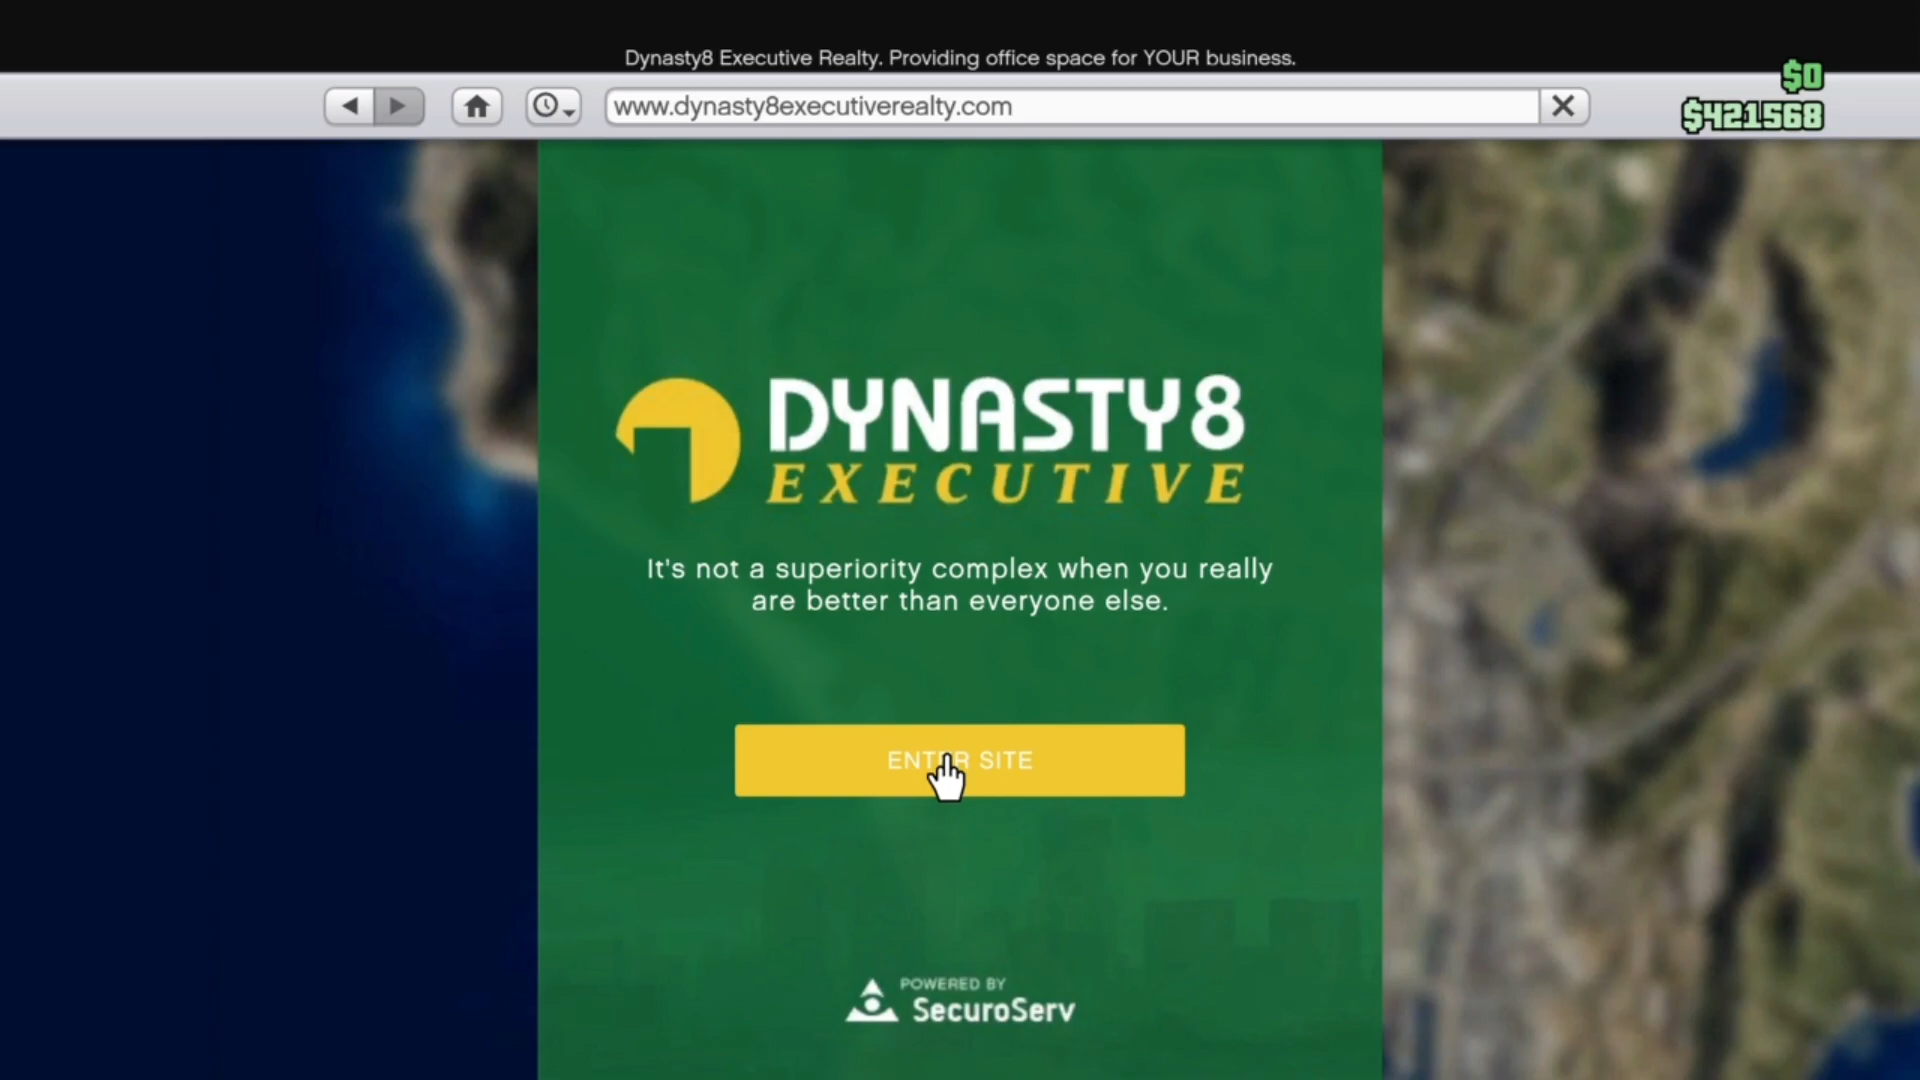 Dynasty8 Executive Realty. Providing office space for YOUR business.
$0
www.dynasty8executiverealty.com
$421568
DYNASTY8
EXECUTIVE
It's not a superiority complex when you really
are better than everyone else.
ENTER SITE
POWERED BY
SecuroServ